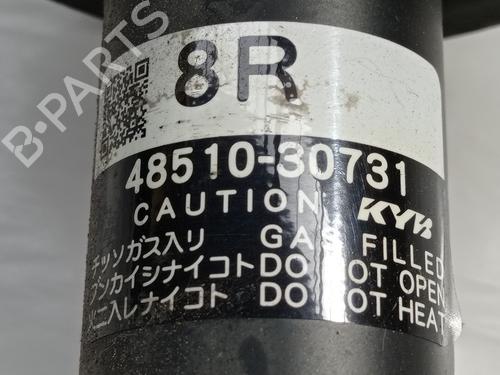 B-PARTS
8R
48510-30731
CAUTION KYB
チッソガス入リ GAS FILLED
ブンカイシナイコト DO NOT OPEN
火ニ入レナイコト DO NOT HEAT